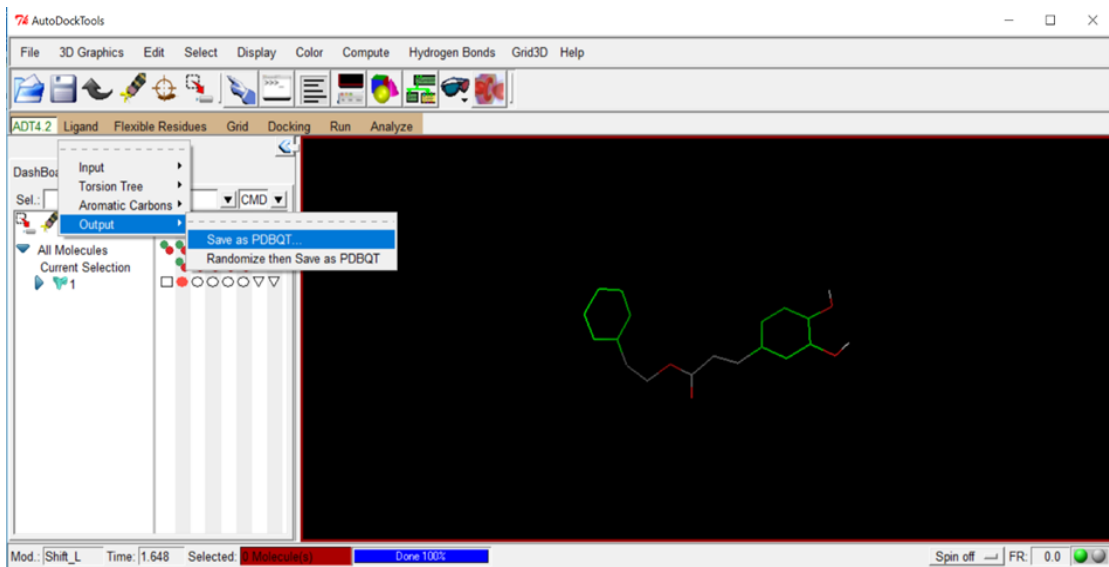 AutoDockTools
File 3D Graphics Edit Select Display Color Compute Hydrogen Bonds Grid3D Help
ADT4.2 Ligand Flexible Residues Grid Docking Run Analyze
Input
DashBoa
Torsion Tree
Sel.: Aromatic Carbons CMD
Output
Save as PDBQT...
All Molecules
Randomize then Save as PDBQT
Current Selection
1
Mod.: Shift_L Time: 1.648 Selected: 0 Molecule(s) Done 100% Spin off FR: 0.0